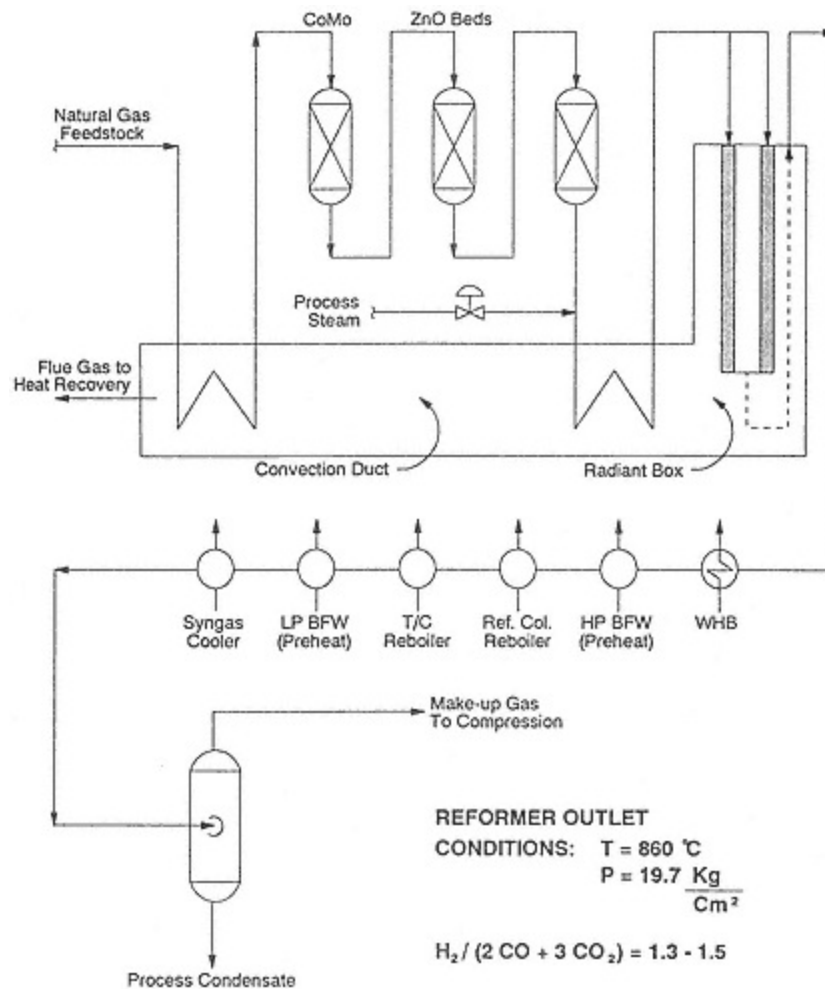 CoMo
ZnO Beds
Natural Gas
Feedstock
Process
Steam
Flue Gas to
Heat Recovery
Convection Duct
Radiant Box
Syngas
Cooler
LP BFW
(Preheat)
T/C
Reboiler
Ref. Col.
Reboiler
HP BFW
(Preheat)
WHB
Make-up Gas
To Compression
REFORMER OUTLET
CONDITIONS: T = 860 °C
P = 19.7 Kg
Cm²
H₂ / (2 CO + 3 CO₂) = 1.3 - 1.5
Process Condensate